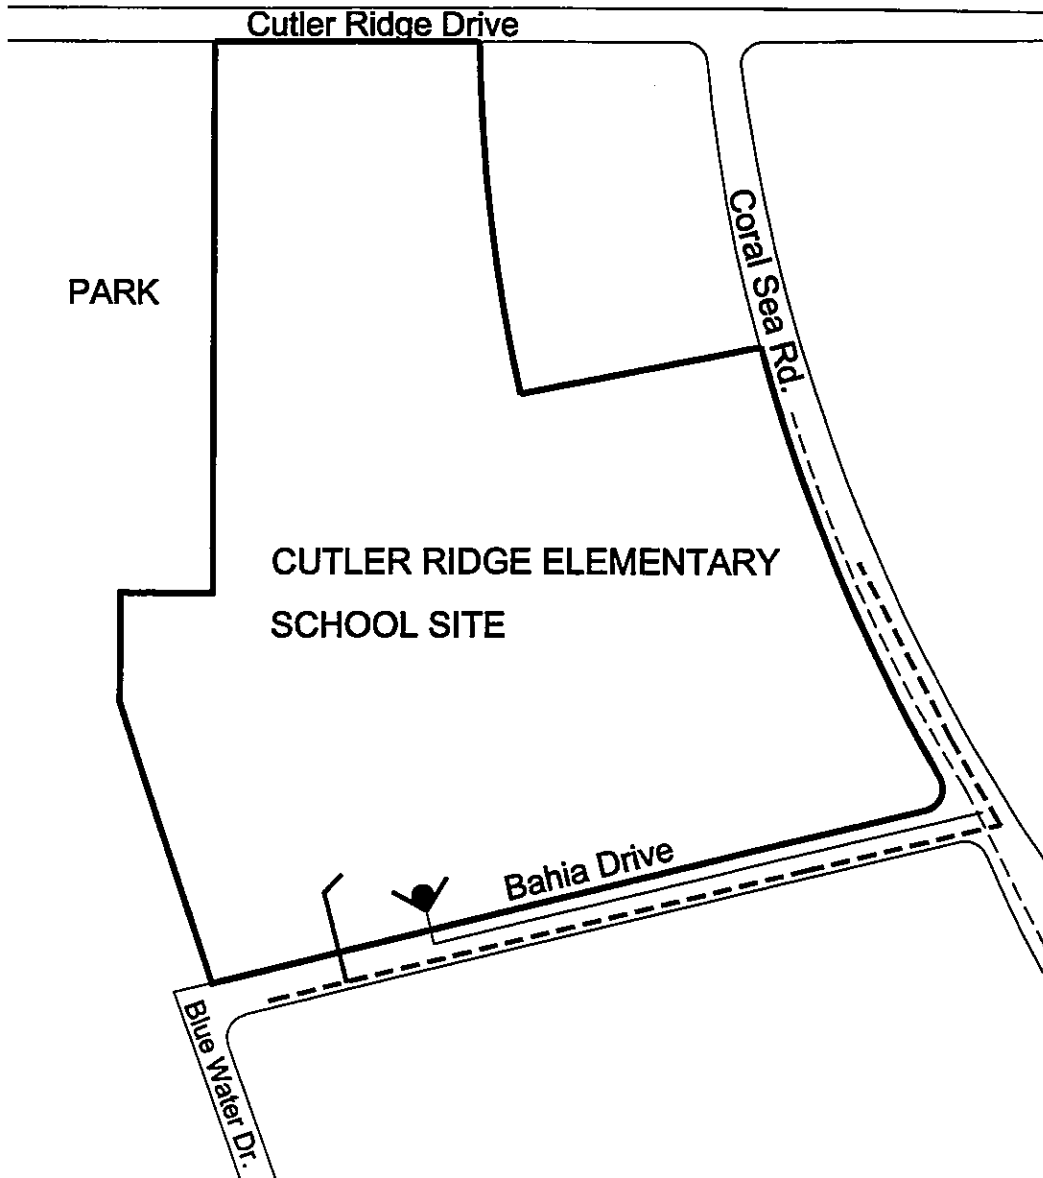 Cutler Ridge Drive
Coral Sea Rd.
PARK
CUTLER RIDGE ELEMENTARY
SCHOOL SITE
Bahia Drive
Blue Water Dr.